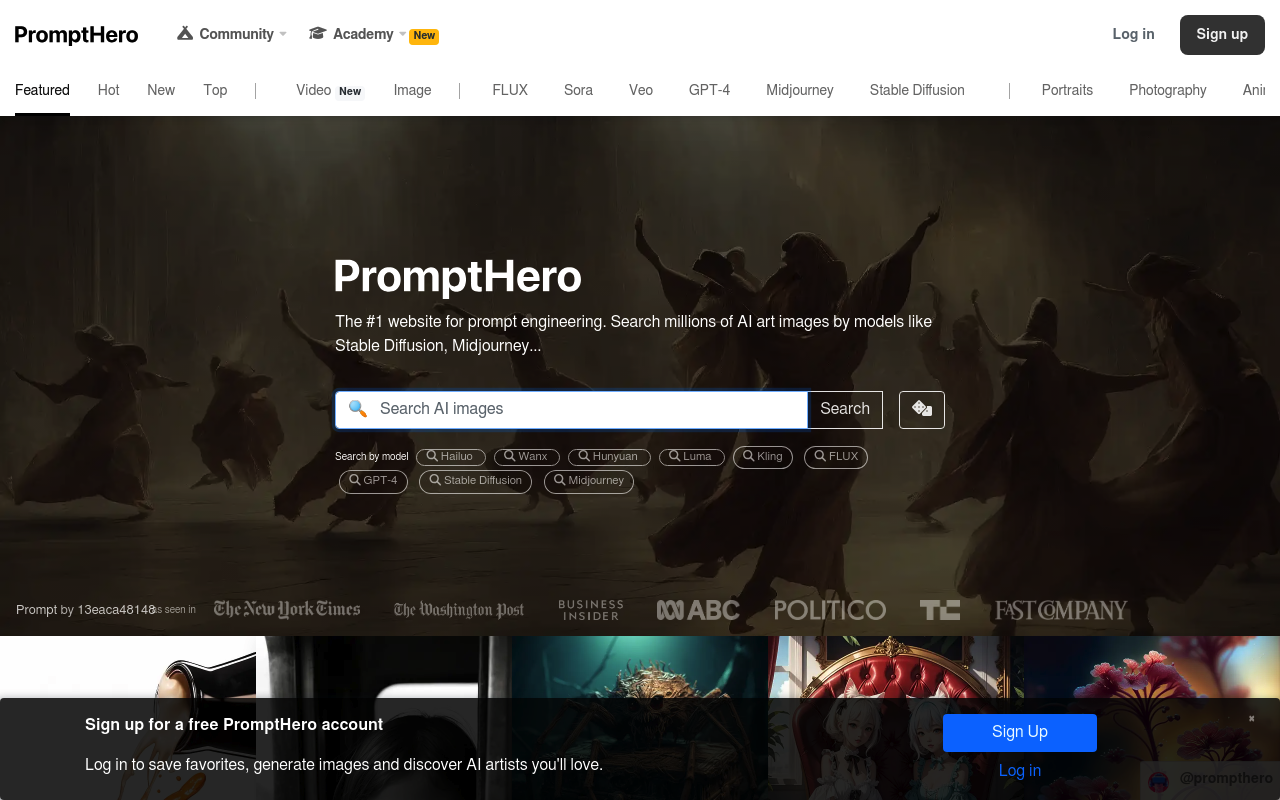 PromptHero
Community
Academy New
Log in
Sign up
Featured Hot New Top Video New Image FLUX Sora Veo GPT-4 Midjourney Stable Diffusion Portraits Photography
PromptHero
The #1 website for prompt engineering. Search millions of AI art images by models like
Stable Diffusion, Midjourney...
Search AI images
Search
Search by model Hailuo Wanx Hunyuan Luma Kling FLUX
GPT-4 Stable Diffusion Midjourney
Prompt by 13eaca48148
as seen in
The New York Times
The Washington Post
BUSINESS
INSIDER
ABC
POLITICO
TC
FAST COMPANY
Sign up for a free PromptHero account
Log in to save favorites, generate images and discover AI artists you'll love.
Sign Up
Log in
@prompthero